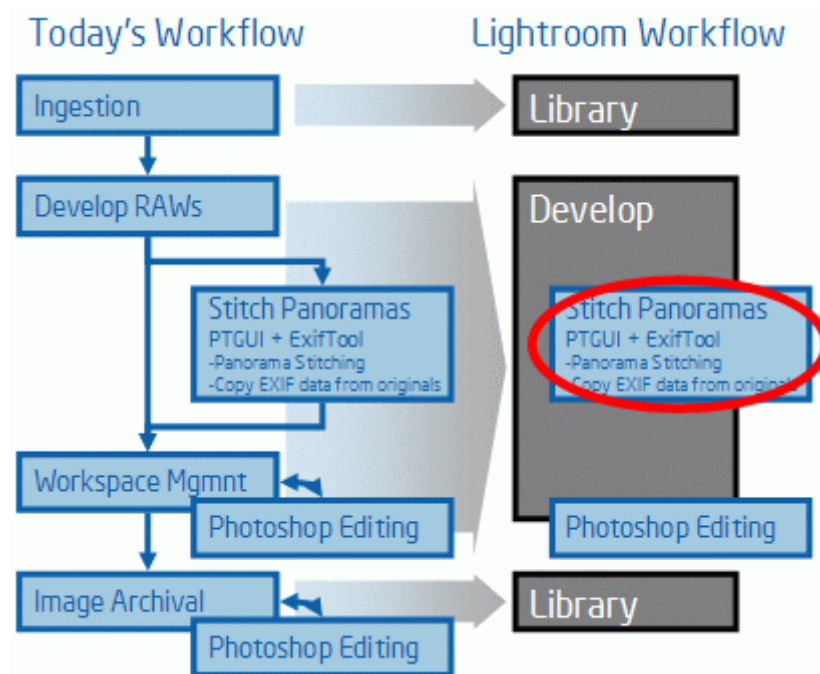 Today's Workflow
Lightroom Workflow
Ingestion
Library
Develop RAWs
Develop
Stitch Panoramas
PTGUI + ExifTool
-Panorama Stitching
-Copy EXIF data from originals
Stitch Panoramas
PTGUI + ExifTool
-Panorama Stitching
-Copy EXIF data from originals
Workspace Mgmnt
Photoshop Editing
Photoshop Editing
Image Archival
Library
Photoshop Editing